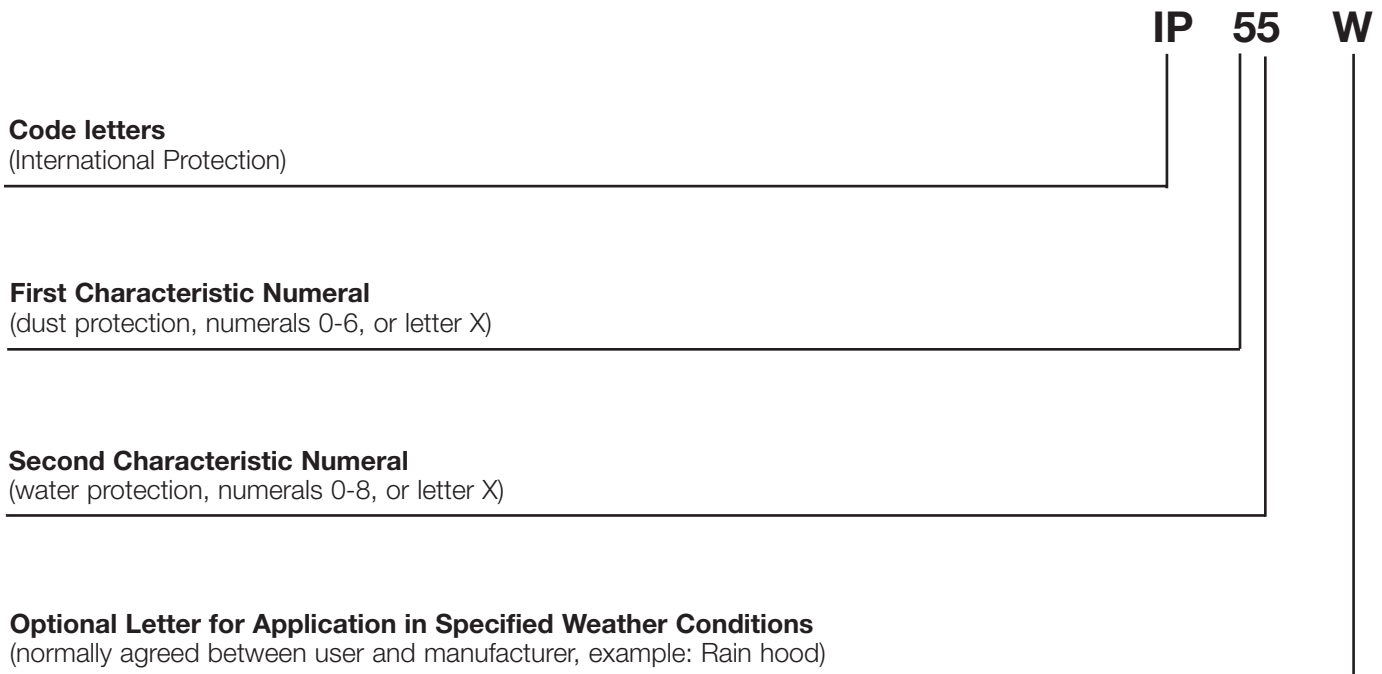 IP 55 W
Code letters
(International Protection)
First Characteristic Numeral
(dust protection, numerals 0-6, or letter X)
Second Characteristic Numeral
(water protection, numerals 0-8, or letter X)
Optional Letter for Application in Specified Weather Conditions
(normally agreed between user and manufacturer, example: Rain hood)